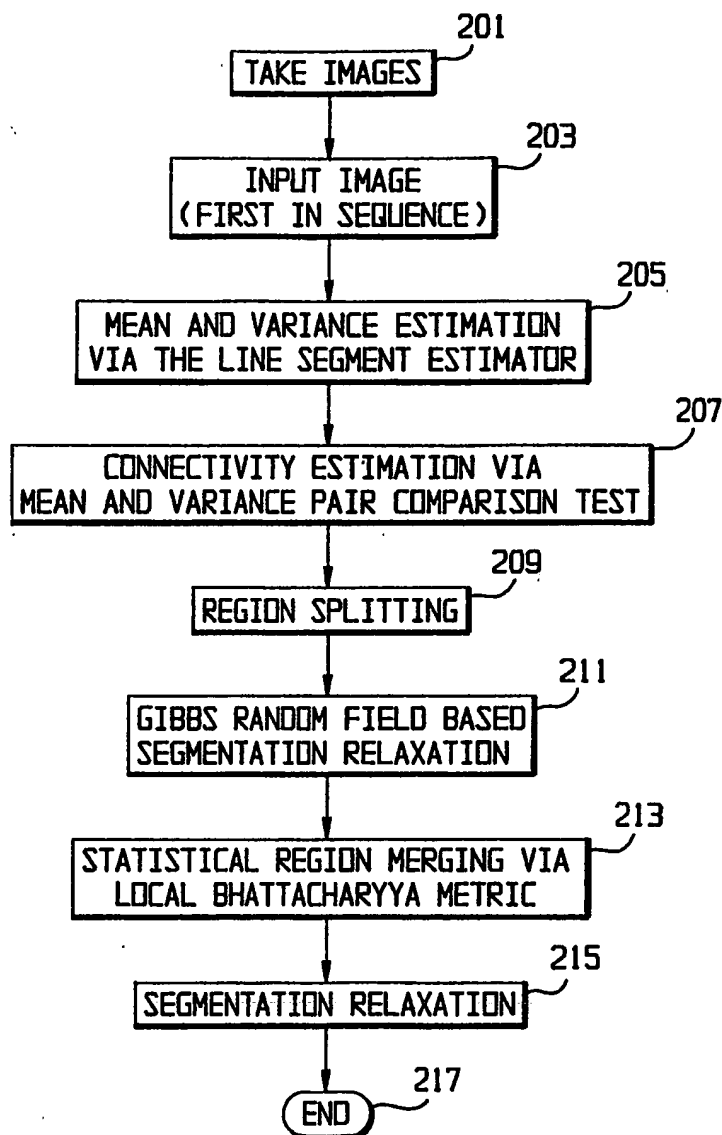 201
TAKE IMAGES
203
INPUT IMAGE
(FIRST IN SEQUENCE)
205
MEAN AND VARIANCE ESTIMATION
VIA THE LINE SEGMENT ESTIMATOR
207
CONNECTIVITY ESTIMATION VIA
MEAN AND VARIANCE PAIR COMPARISON TEST
209
REGION SPLITTING
211
GIBBS RANDOM FIELD BASED
SEGMENTATION RELAXATION
213
STATISTICAL REGION MERGING VIA
LOCAL BHATTACHARYYA METRIC
215
SEGMENTATION RELAXATION
217
END